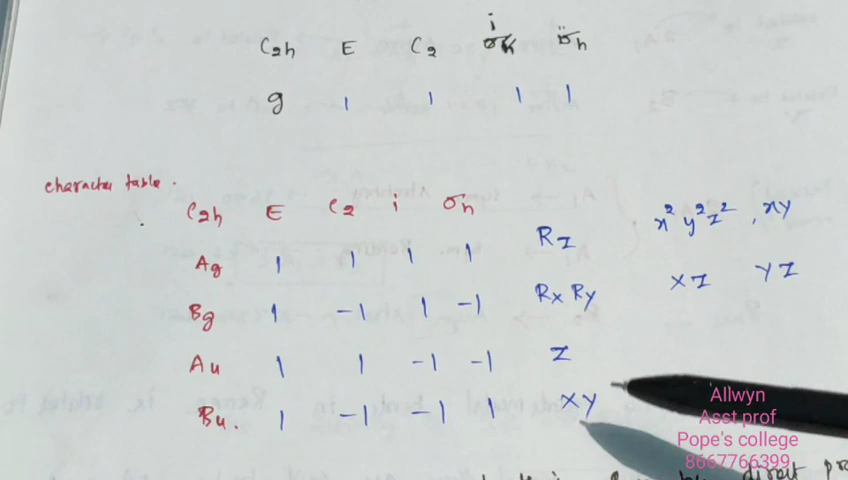 i
C₂h E C₂ σh σ̈h
g 1 1 1 1
character table.
C₂h E C₂ i σh
Ag 1 1 1 1 Rz x² y² z² , xy
Bg 1 -1 1 -1 Rx Ry xz yz
Au 1 1 -1 -1 z
Bu. 1 -1 -1 1 xy
Allwyn
Asst prof
Pope's college
8667766399
direct pro